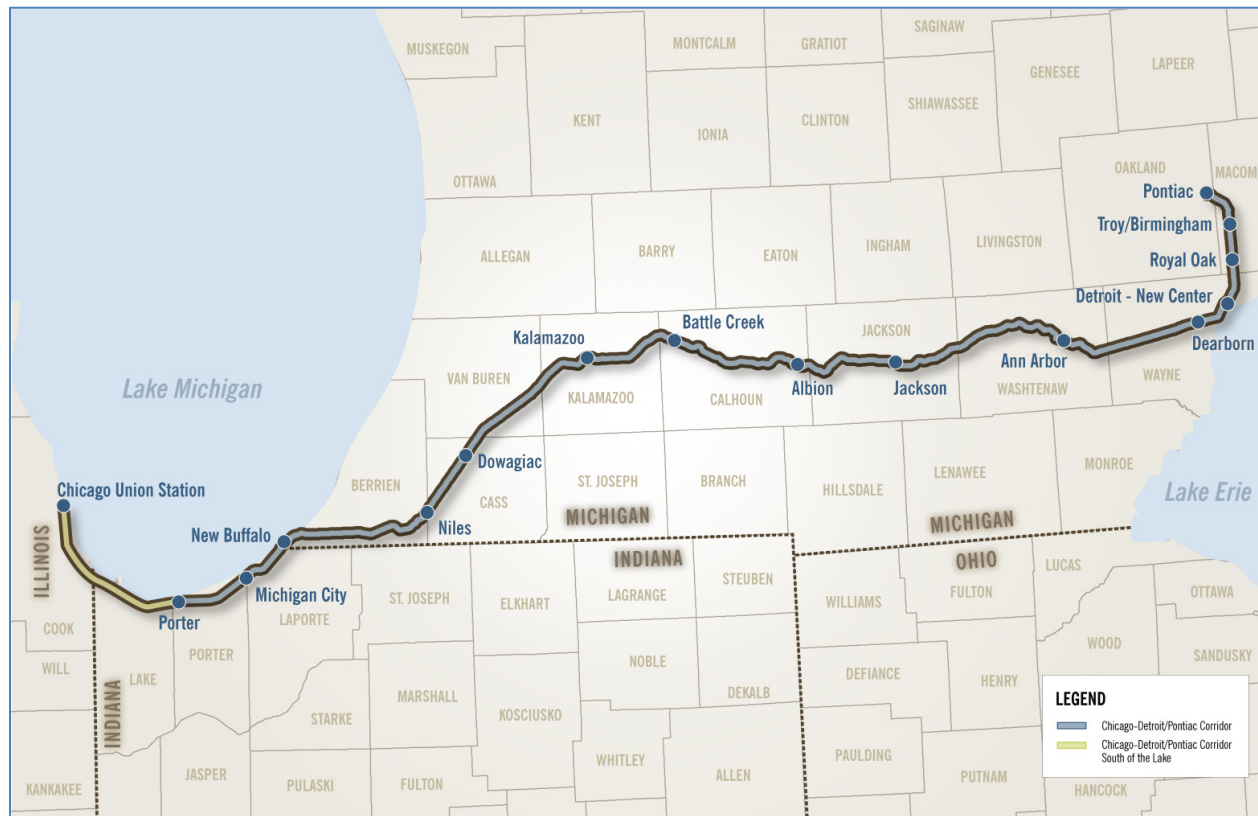 SAGINAW
MUSKEGON
MONTCALM
GRATIOT
GENESEE
LAPEER
SHIAWASSEE
KENT
IONIA
CLINTON
OTTAWA
OAKLAND
MACOMB
Pontiac
Troy/Birmingham
ALLEGAN
BARRY
EATON
INGHAM
LIVINGSTON
Royal Oak
Detroit - New Center
Battle Creek
Kalamazoo
JACKSON
Dearborn
Ann Arbor
Lake Michigan
VAN BUREN
KALAMAZOO
CALHOUN
Albion
Jackson
WASHTENAW
WAYNE
Dowagiac
Chicago Union Station
BERRIEN
CASS
ST. JOSEPH
BRANCH
HILLSDALE
LENAWEE
MONROE
Lake Erie
Niles
MICHIGAN
MICHIGAN
New Buffalo
ILLINOIS
INDIANA
OHIO
LUCAS
Michigan City
ST. JOSEPH
ELKHART
LAGRANGE
STEUBEN
WILLIAMS
FULTON
OTTAWA
Porter
LAPORTE
COOK
WILL
LAKE
PORTER
INDIANA
NOBLE
DEKALB
DEFIANCE
HENRY
WOOD
SANDUSKY
MARSHALL
STARKE
KOSCIUSKO
KANKAKEE
JASPER
PULASKI
FULTON
WHITLEY
ALLEN
PAULDING
PUTNAM
HANCOCK
LEGEND
Chicago-Detroit/Pontiac Corridor
Chicago-Detroit/Pontiac Corridor
South of the Lake